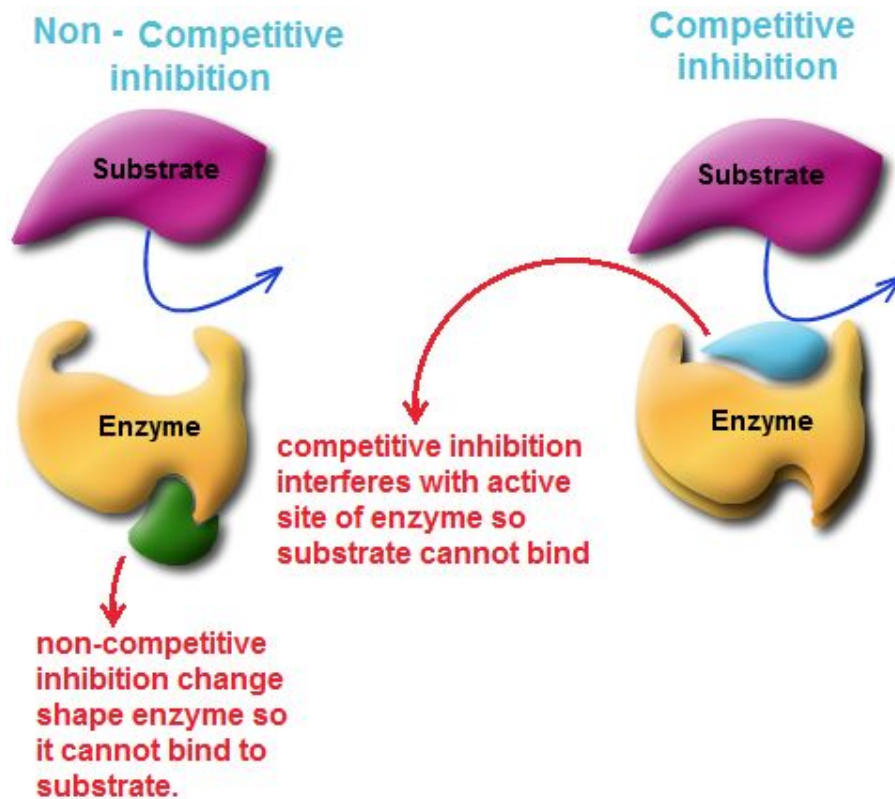 Non - Competitive
inhibition
Competitive
inhibition
Substrate
Substrate
Enzyme
Enzyme
competitive inhibition
interferes with active
site of enzyme so
substrate cannot bind
non-competitive
inhibition change
shape enzyme so
it cannot bind to
substrate.